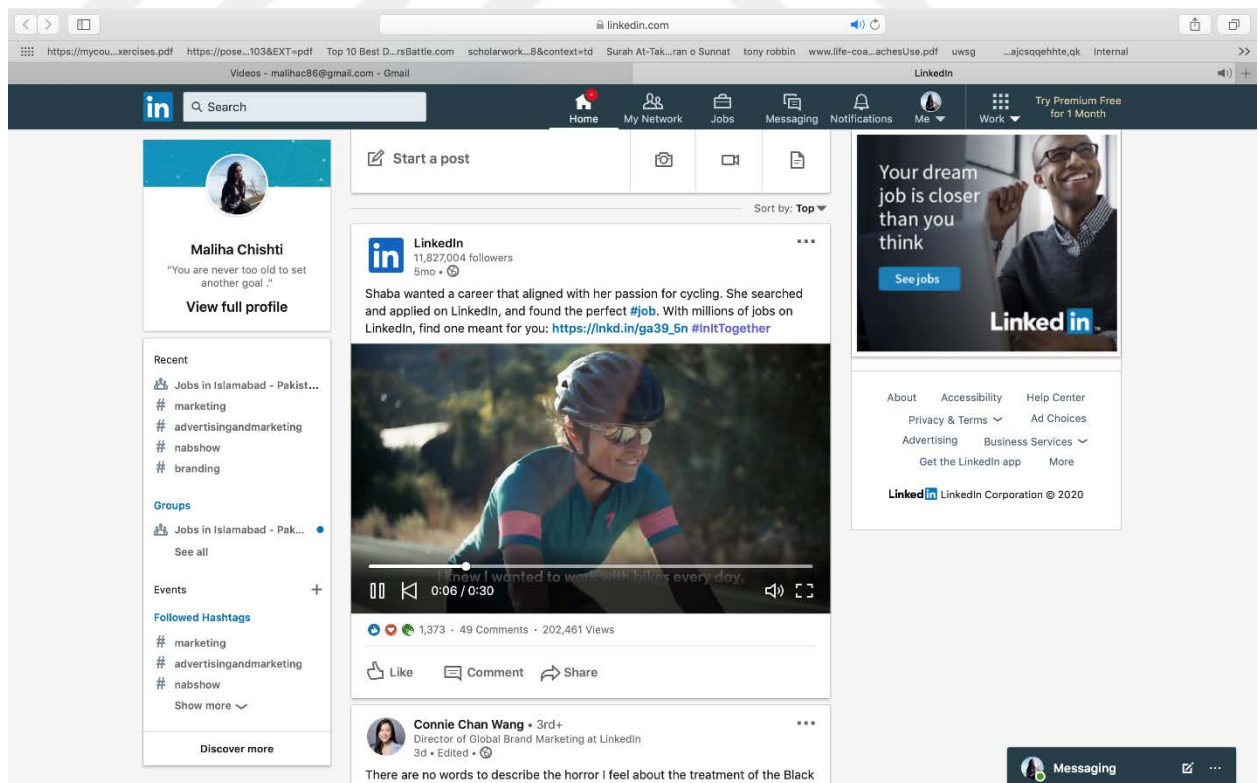 linkedin.com
https://mycou...xercises.pdf https://pose...103&EXT=pdf Top 10 Best D...rsBattle.com scholarwork...8&context=td Surah At-Tak...ran o Sunnat tony robbin www.life-coa...achesUse.pdf uwsg ...ajcsqqehhte,qk Internal >>
Videos - malihac86@gmail.com - Gmail LinkedIn
in Search Home My Network Jobs Messaging Notifications Me Work Try Premium Free
for 1 Month
Maliha Chishti
"You are never too old to set
another goal ."
View full profile
Recent
Jobs in Islamabad - Pakist...
# marketing
# advertisingandmarketing
# nabshow
# branding
Groups
Jobs in Islamabad - Pak...
See all
Events +
Followed Hashtags
# marketing
# advertisingandmarketing
# nabshow
Show more
Discover more
Start a post
Sort by: Top
in
LinkedIn
11,827,004 followers
5mo •
Shaba wanted a career that aligned with her passion for cycling. She searched
and applied on LinkedIn, and found the perfect #job. With millions of jobs on
LinkedIn, find one meant for you: https://lnkd.in/ga39_5n #InItTogether
I knew I wanted to work with bikes every day.
0:06 / 0:30
1,373 · 49 Comments · 202,461 Views
Like Comment Share
Connie Chan Wang • 3rd+
Director of Global Brand Marketing at LinkedIn
3d • Edited •
There are no words to describe the horror I feel about the treatment of the Black
Your dream
job is closer
than you
think
See jobs
Linked in
About Accessibility Help Center
Privacy & Terms Ad Choices
Advertising Business Services
Get the LinkedIn app More
Linked in LinkedIn Corporation © 2020
Messaging